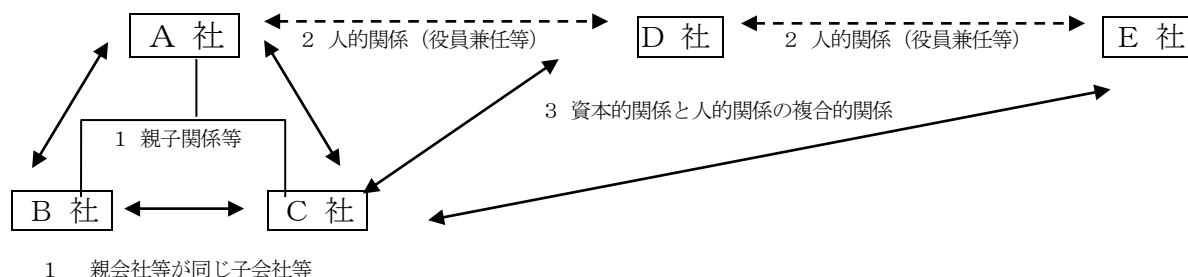 A 社
2 人的関係（役員兼任等）
D 社
2 人的関係（役員兼任等）
E 社
3 資本的関係と人的関係の複合的関係
1 親子関係等
B 社
C 社
1 親会社等が同じ子会社等